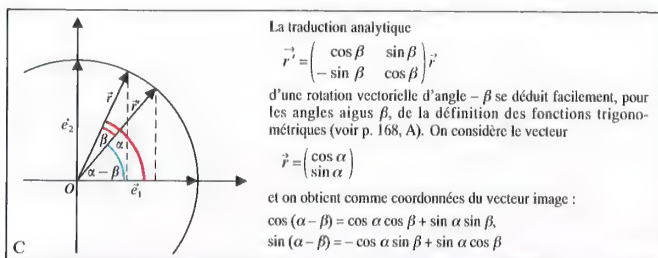 La traduction analytique
r⃗' = ( cos β sin β
− sin β cos β ) r⃗
d'une rotation vectorielle d'angle − β se déduit facilement, pour
les angles aigus β, de la définition des fonctions trigono-
métriques (voir p. 168, A). On considère le vecteur
r⃗ = ( cos α
sin α )
et on obtient comme coordonnées du vecteur image :
cos (α − β) = cos α cos β + sin α sin β,
sin (α − β) = − cos α sin β + sin α cos β
r⃗
r⃗'
e⃗₂
β
α
α − β
O
e⃗₁
C